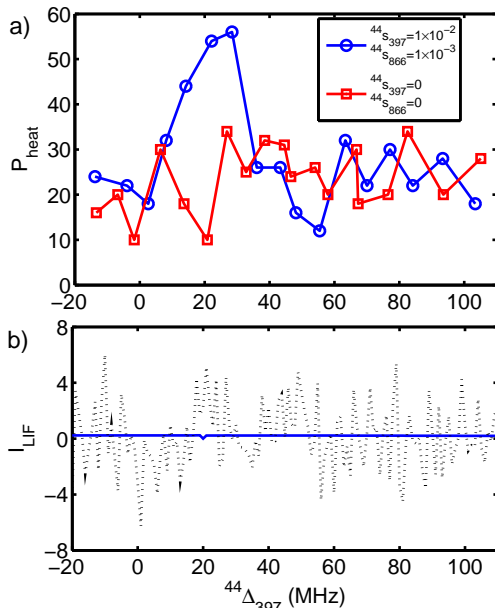 a)
60
50
40
30
20
10
0
P_heat
⁴⁴s₃₉₇=1×10⁻²
⁴⁴s₈₆₆=1×10⁻³
⁴⁴s₃₉₇=0
⁴⁴s₈₆₆=0
−20 0 20 40 60 80 100
b)
8
4
0
−4
−8
I_LIF
−20 0 20 40 60 80 100
⁴⁴Δ₃₉₇ (MHz)